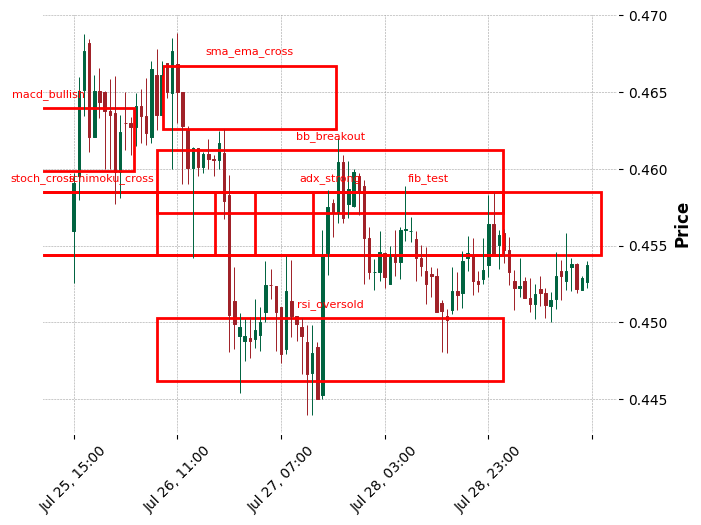 0.470
sma_ema_cross
macd_bullish
0.465
bb_breakout
stoch_cross
ichimoku_cross
adx_strong
fib_test
0.460
Price
0.455
rsi_oversold
0.450
0.445
Jul 25, 15:00
Jul 26, 11:00
Jul 27, 07:00
Jul 28, 03:00
Jul 28, 23:00